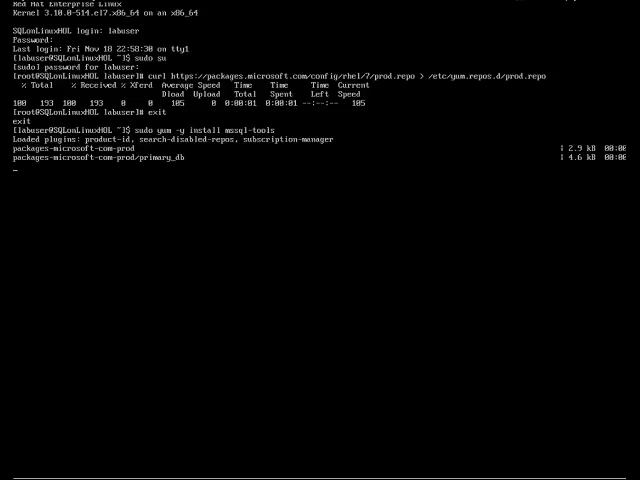 Red Hat Enterprise Linux
Kernel 3.10.0-514.el7.x86_64 on an x86_64
SQLonLinuxHOL login: labuser
Password:
Last login: Fri Nov 18 22:58:30 on tty1
[labuser@SQLonLinuxHOL ~]$ sudo su
[sudo] password for labuser:
[root@SQLonLinuxHOL labuser]# curl https://packages.microsoft.com/config/rhel/7/prod.repo > /etc/yum.repos.d/prod.repo
% Total % Received % Xferd Average Speed Time Time Time Current
Dload Upload Total Spent Left Speed
100 193 100 193 0 0 105 0 0:00:01 0:00:01 --:--:-- 105
[root@SQLonLinuxHOL labuser]# exit
exit
[labuser@SQLonLinuxHOL ~]$ sudo yum -y install mssql-tools
Loaded plugins: product-id, search-disabled-repos, subscription-manager
packages-microsoft-com-prod | 2.9 kB 00:00
packages-microsoft-com-prod/primary_db | 4.6 kB 00:00